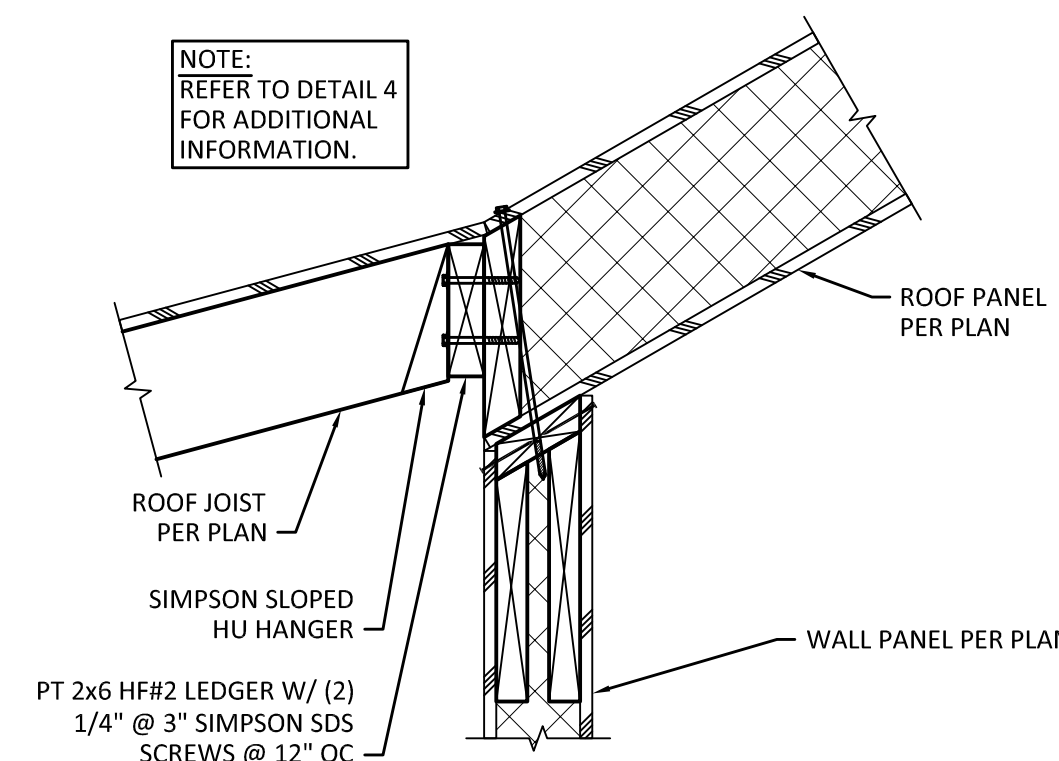 NOTE:
REFER TO DETAIL 4
FOR ADDITIONAL
INFORMATION.
ROOF PANEL
PER PLAN
ROOF JOIST
PER PLAN
SIMPSON SLOPED
HU HANGER
WALL PANEL PER PLAN
PT 2x6 HF#2 LEDGER W/ (2)
1/4" @ 3" SIMPSON SDS
SCREWS @ 12" OC